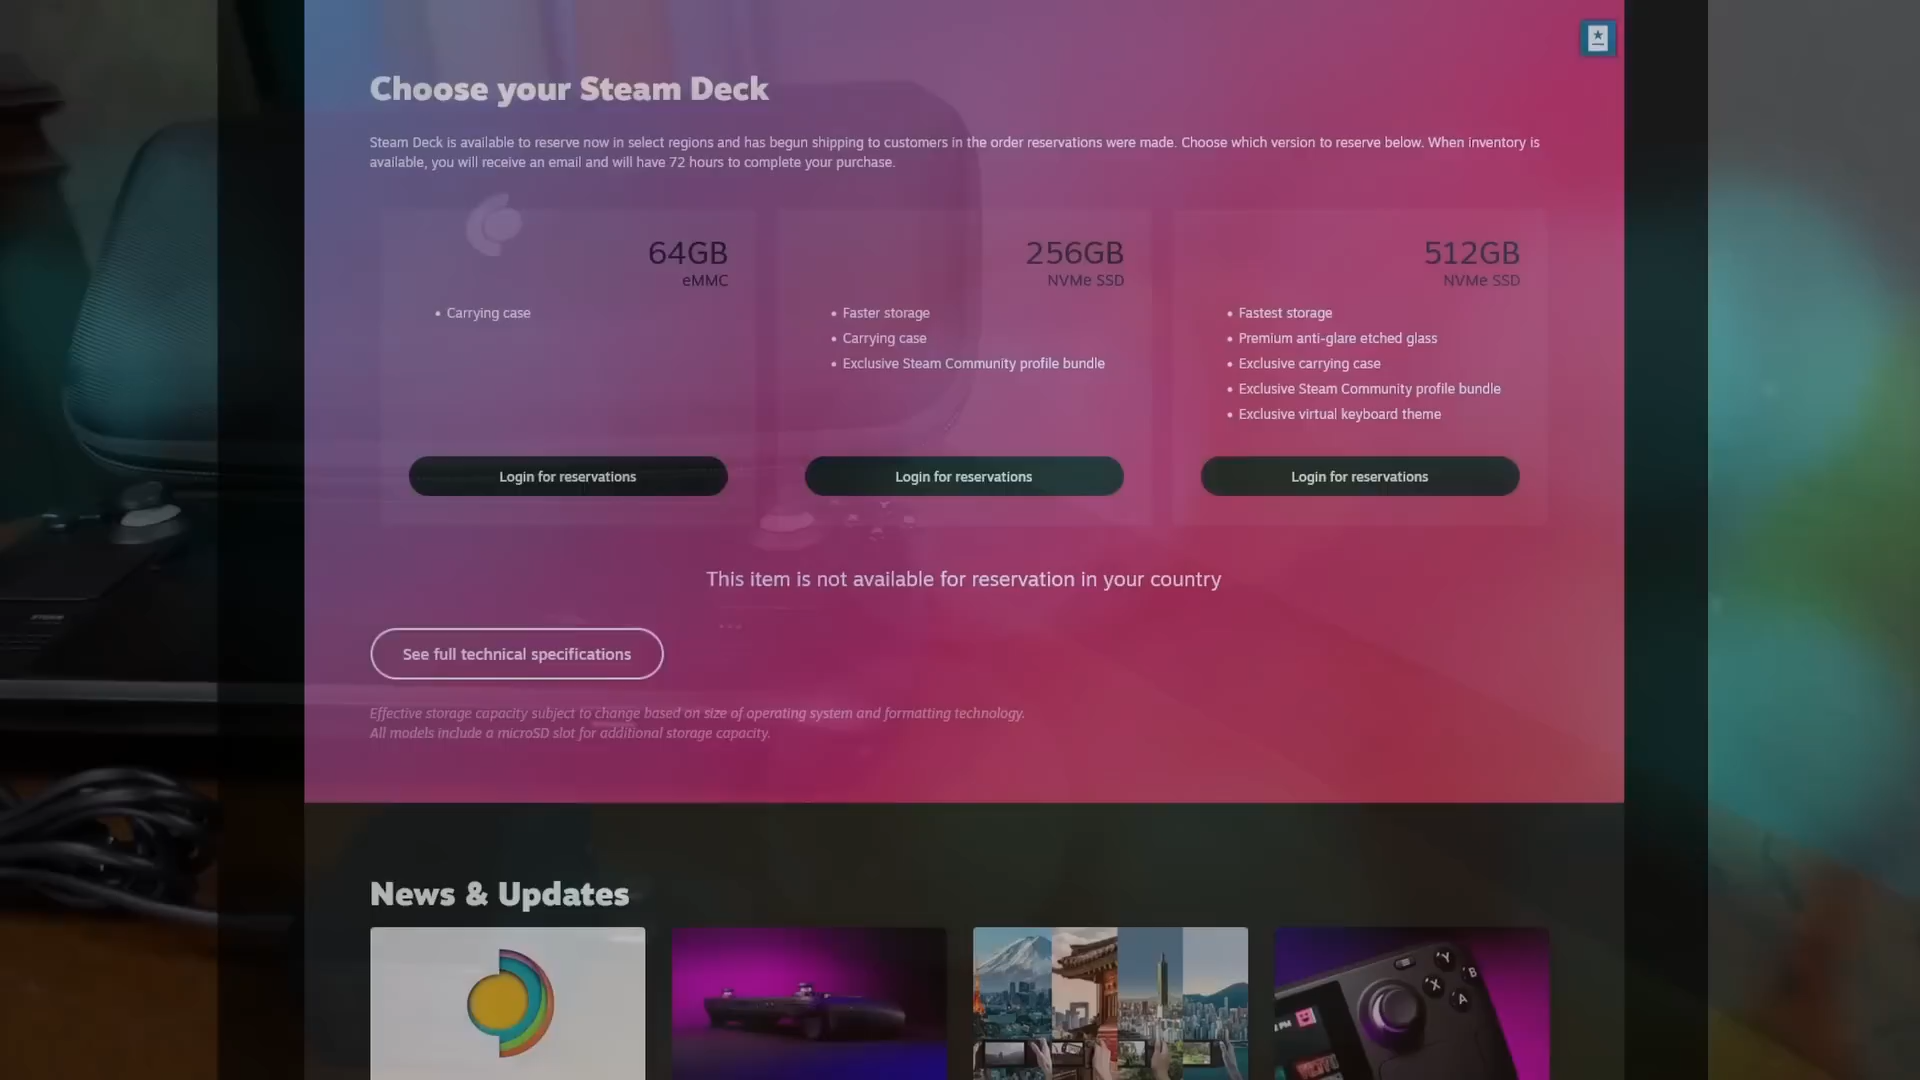 Choose your Steam Deck
Steam Deck is available to reserve now in select regions and has begun shipping to customers in the order reservations were made. Choose which version to reserve below. When inventory is
available, you will receive an email and will have 72 hours to complete your purchase.
64GB
eMMC
• Carrying case
Login for reservations
256GB
NVMe SSD
• Faster storage
• Carrying case
• Exclusive Steam Community profile bundle
Login for reservations
512GB
NVMe SSD
• Fastest storage
• Premium anti-glare etched glass
• Exclusive carrying case
• Exclusive Steam Community profile bundle
• Exclusive virtual keyboard theme
Login for reservations
This item is not available for reservation in your country
See full technical specifications
Effective storage capacity subject to change based on size of operating system and formatting technology.
All models include a microSD slot for additional storage capacity.
News & Updates
Y
B
X
A